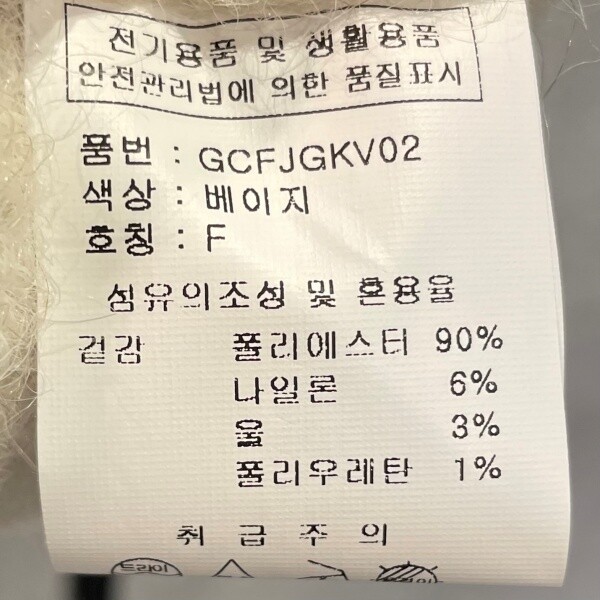 전기용품 및 생활용품
안전관리법에 의한 품질표시
품번 : GCFJGKV02
색상 : 베이지
호칭 : F
섬유의조성 및 혼용율
겉감 폴리에스터 90%
나일론 6%
울 3%
폴리우레탄 1%
취급주의
드라이